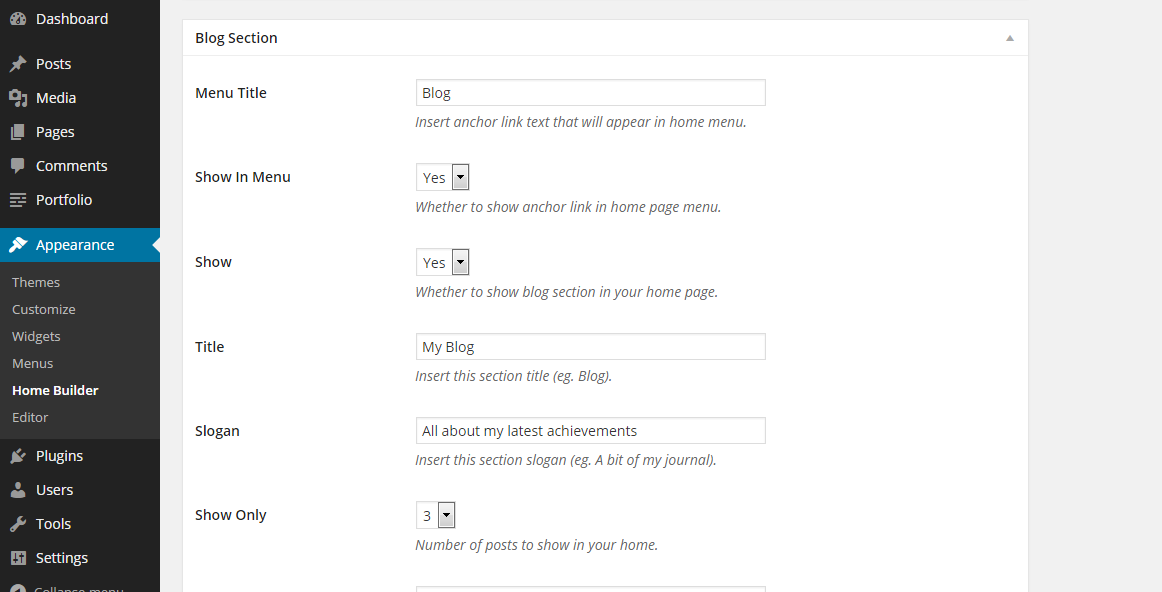 Dashboard
Posts
Media
Pages
Comments
Portfolio
Appearance
Themes
Customize
Widgets
Menus
Home Builder
Editor
Plugins
Users
Tools
Settings
Collapse menu
Blog Section
Menu Title
Blog
Insert anchor link text that will appear in home menu.
Show In Menu
Yes
Whether to show anchor link in home page menu.
Show
Yes
Whether to show blog section in your home page.
Title
My Blog
Insert this section title (eg. Blog).
Slogan
All about my latest achievements
Insert this section slogan (eg. A bit of my journal).
Show Only
3
Number of posts to show in your home.